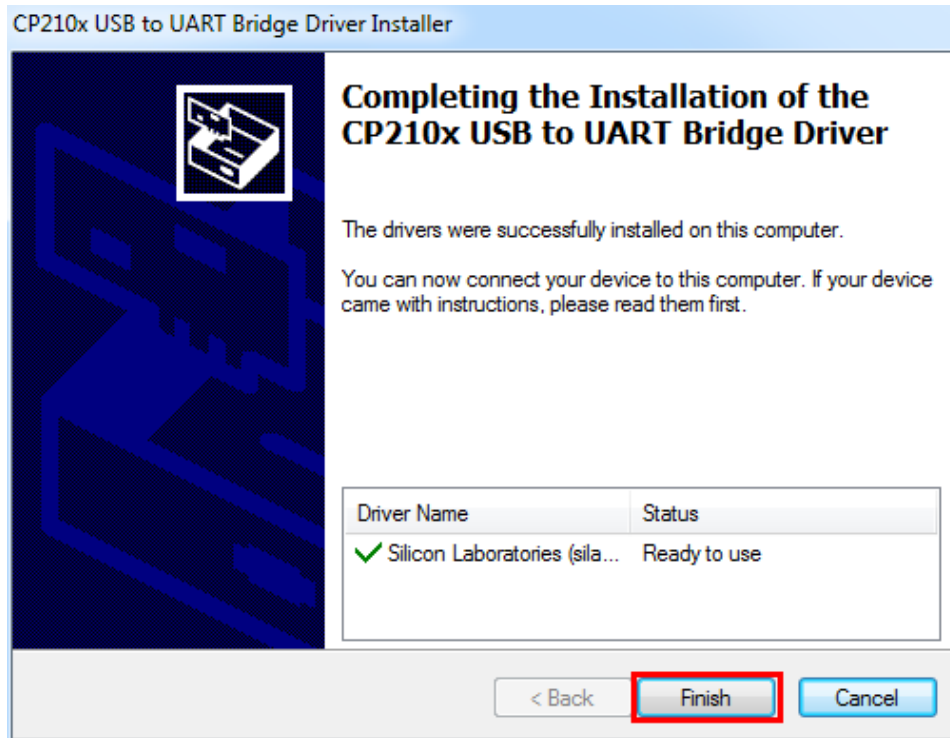 CP210x USB to UART Bridge Driver Installer
Completing the Installation of the
CP210x USB to UART Bridge Driver
The drivers were successfully installed on this computer.
You can now connect your device to this computer. If your device
came with instructions, please read them first.
Driver Name Status
Silicon Laboratories (sila... Ready to use
< Back Finish Cancel